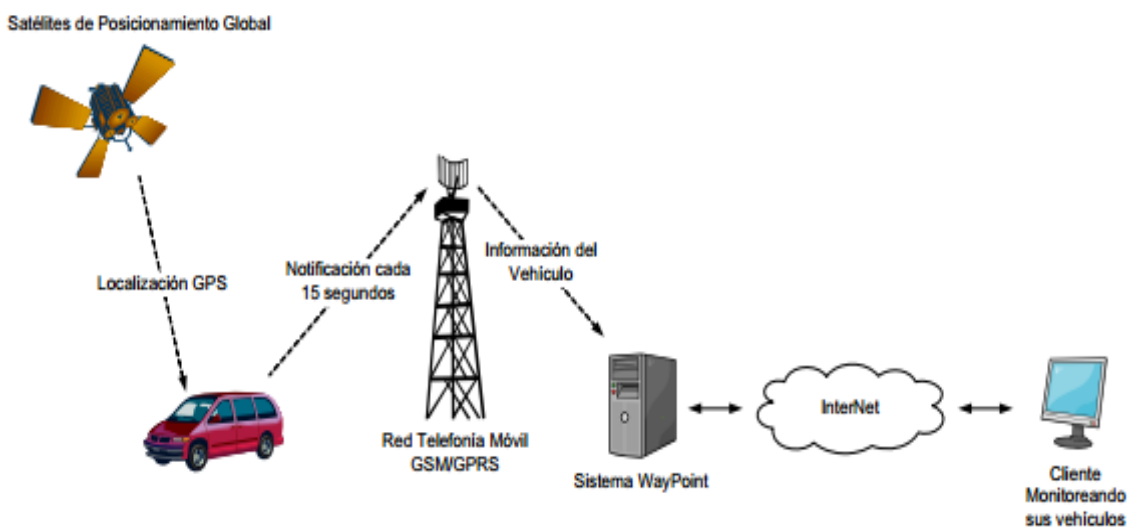 Satélites de Posicionamiento Global
Localización GPS
Notificación cada
15 segundos
Información del
Vehículo
Red Telefonía Móvil
GSM/GPRS
Sistema WayPoint
InterNet
Cliente
Monitoreando
sus vehículos